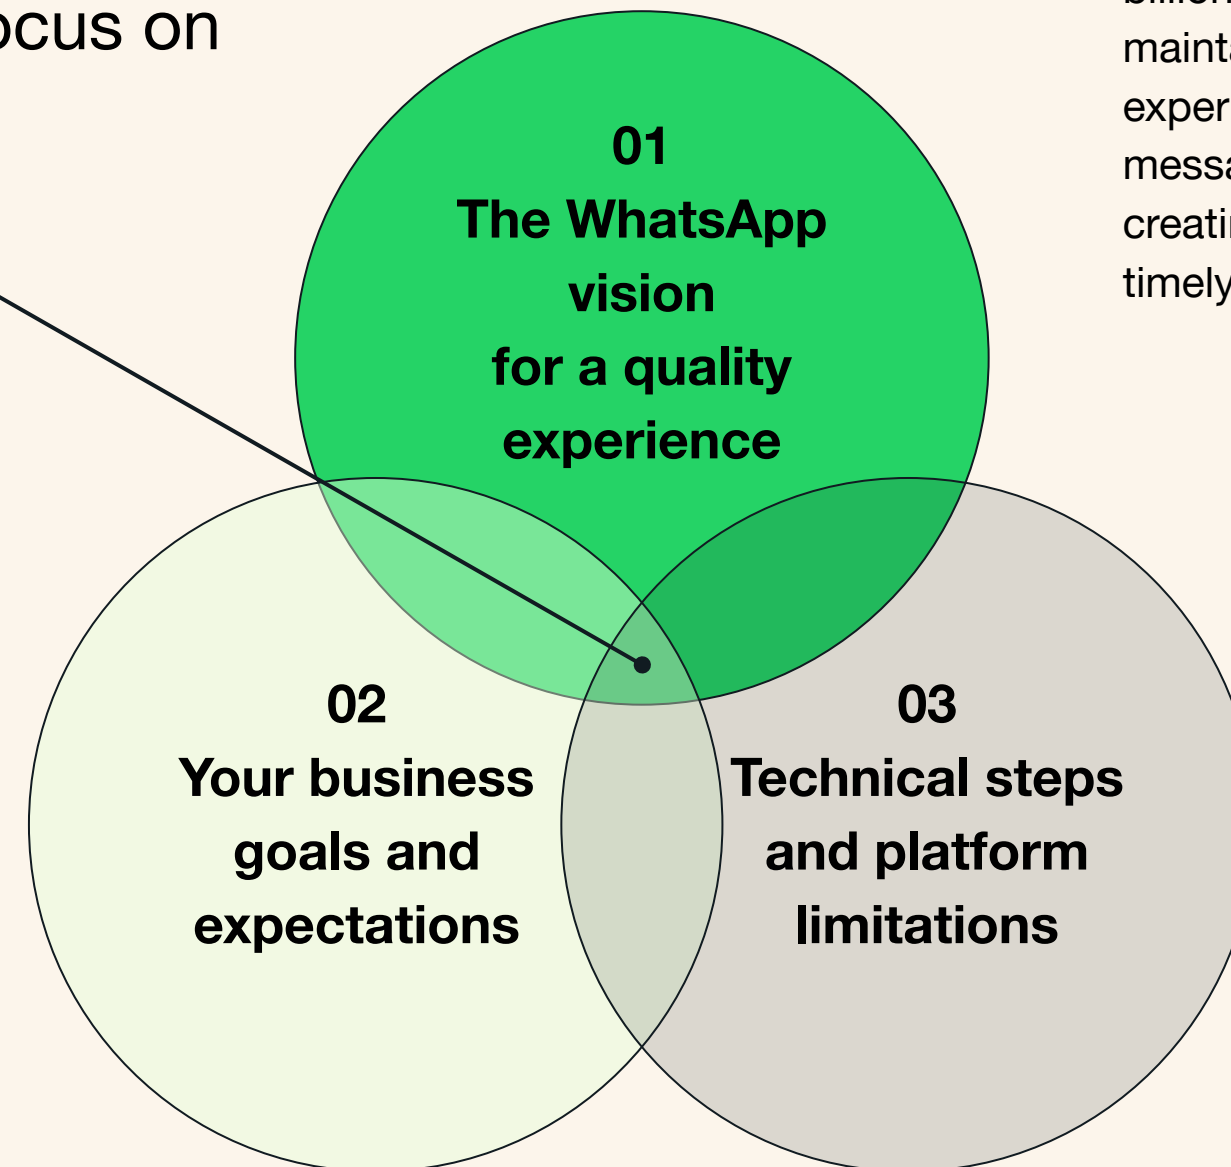 on
01
The WhatsApp
vision
for a quality
experience
timely
02
Your business
goals and
expectations
03
Technical steps
and platform
limitations